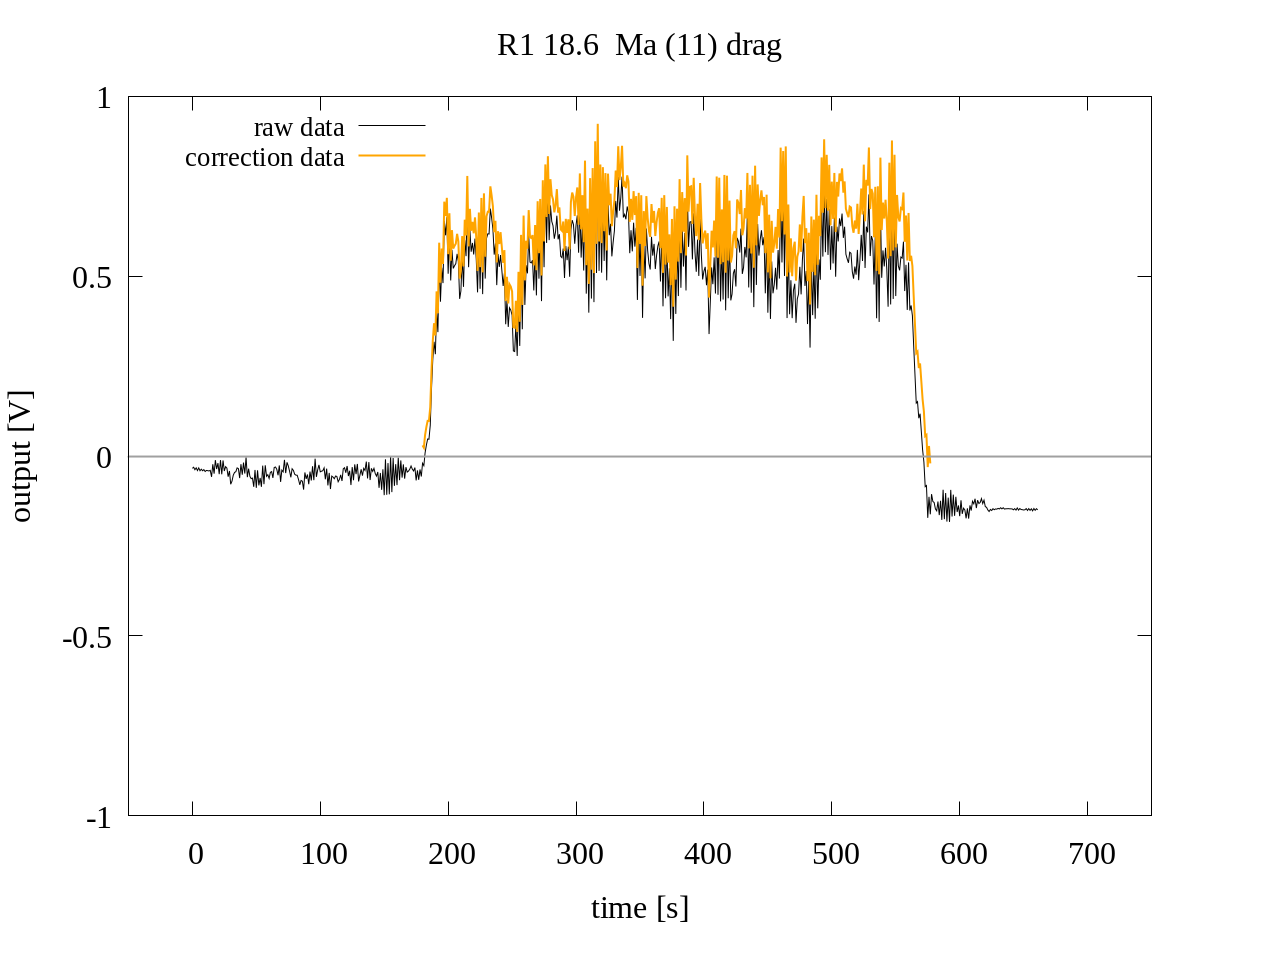 R1 18.6  Ma (11) drag
raw data
correction data
1
0.5
0
-0.5
-1
output [V]
0 100 200 300 400 500 600 700
time [s]